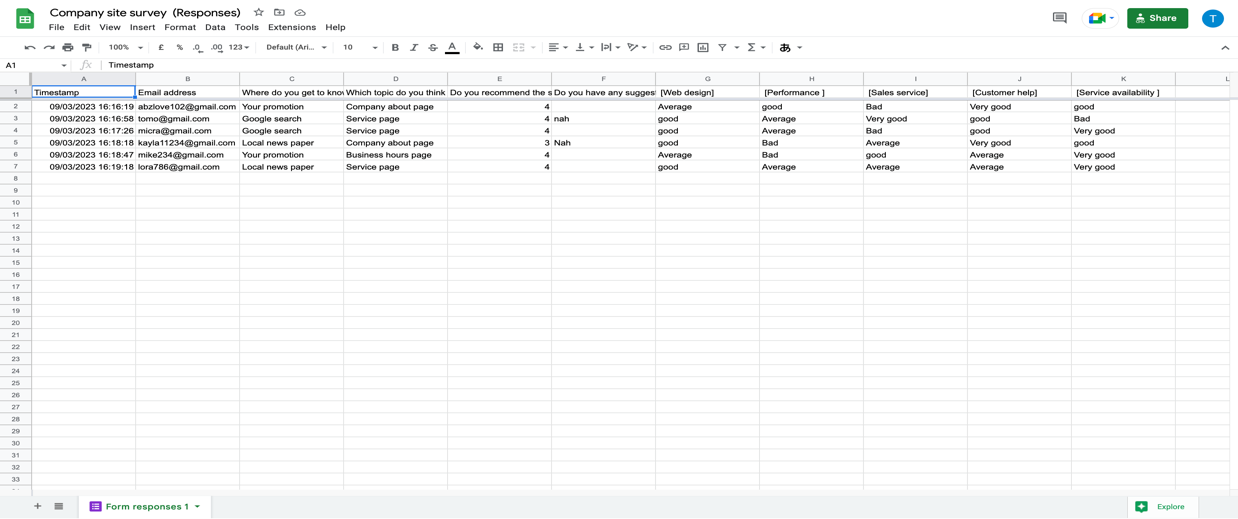 Company site survey (Responses)
Share
T
File Edit View Insert Format Data Tools Extensions Help
100% £ % .0 .00 123 Default (Ari... 10 B I S A Σ あ
A1 fx Timestamp
A B C D E F G H I J K L
1 Timestamp Email address Where do you get to know Which topic do you think Do you recommend the s Do you have any suggest [Web design] [Performance ] [Sales service] [Customer help] [Service availability ]
2 09/03/2023 16:16:19 abzlove102@gmail.com Your promotion Company about page 4 Average good Bad Very good good
3 09/03/2023 16:16:58 tomo@gmail.com Google search Service page 4 nah good Average Very good good Bad
4 09/03/2023 16:17:26 micra@gmail.com Google search Service page 4 good Average Bad good Very good
5 09/03/2023 16:18:18 kayla11234@gmail.com Local news paper Company about page 3 Nah good Bad Average Very good good
6 09/03/2023 16:18:47 mike234@gmail.com Your promotion Business hours page 4 Average Bad good Average Very good
7 09/03/2023 16:19:18 lora786@gmail.com Local news paper Service page 4 good Average Average Average Very good
8
9
10
11
12
13
14
15
16
17
18
19
20
21
22
23
24
25
26
27
28
29
30
31
32
33
+ Form responses 1 Explore